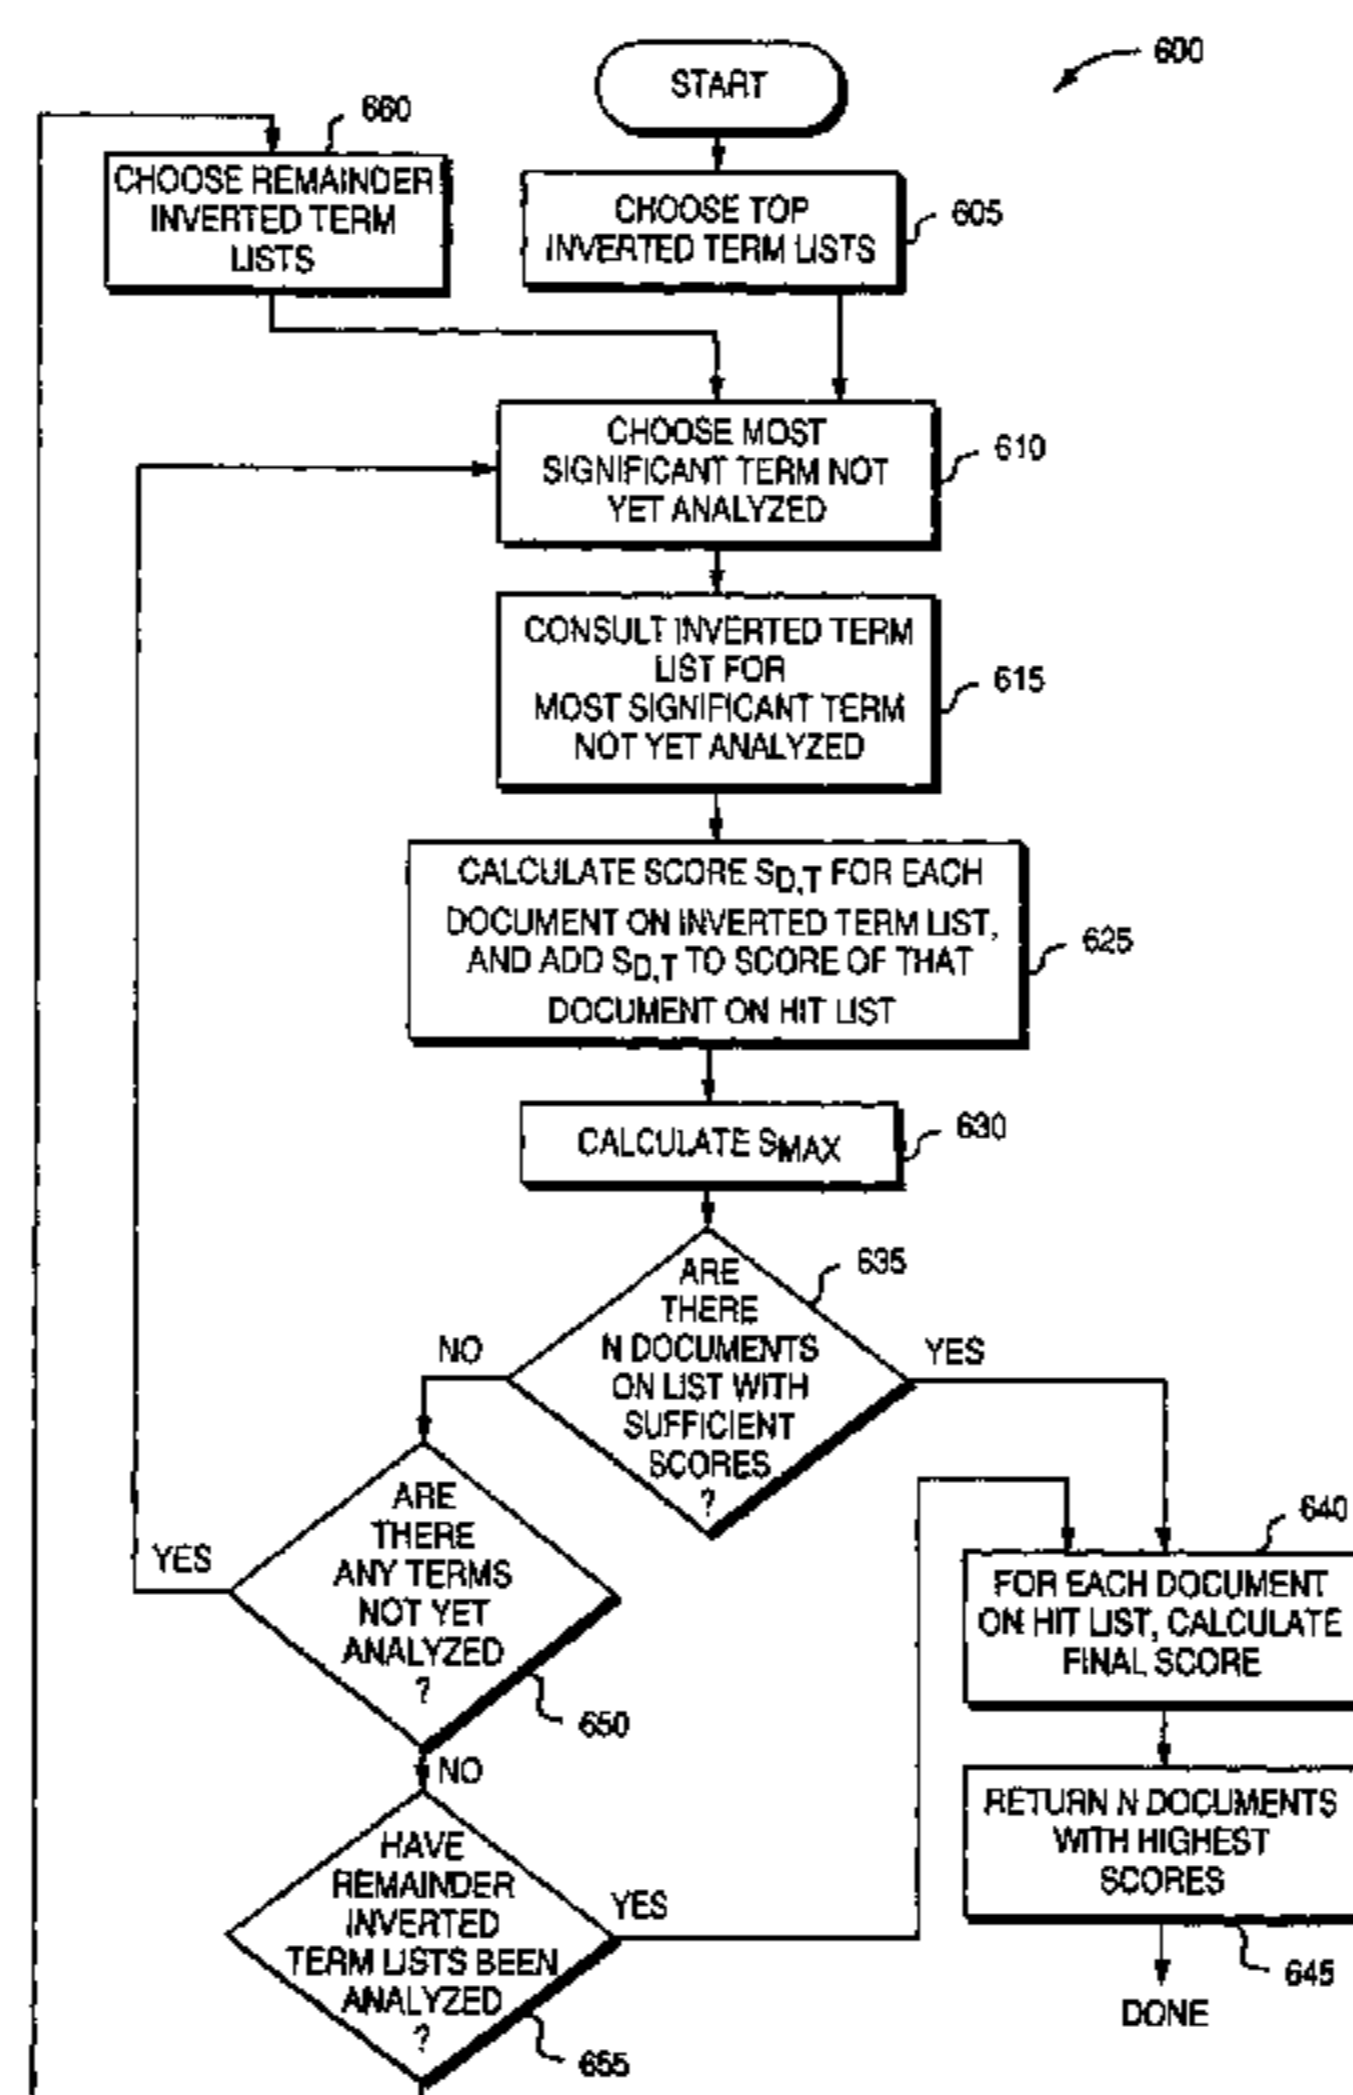 600
START
660
CHOOSE REMAINDER
INVERTED TERM
LISTS
CHOOSE TOP
INVERTED TERM LISTS
605
CHOOSE MOST
SIGNIFICANT TERM NOT
YET ANALYZED
610
CONSULT INVERTED TERM
LIST FOR
MOST SIGNIFICANT TERM
NOT YET ANALYZED
615
CALCULATE SCORE SD,T FOR EACH
DOCUMENT ON INVERTED TERM LIST,
AND ADD SD,T TO SCORE OF THAT
DOCUMENT ON HIT LIST
625
CALCULATE SMAX
630
ARE
THERE
N DOCUMENTS
ON LIST WITH
SUFFICIENT
SCORES
?
635
NO
YES
ARE
THERE
ANY TERMS
NOT YET
ANALYZED
?
650
YES
NO
640
FOR EACH DOCUMENT
ON HIT LIST, CALCULATE
FINAL SCORE
RETURN N DOCUMENTS
WITH HIGHEST
SCORES
645
DONE
HAVE
REMAINDER
INVERTED
TERM LISTS BEEN
ANALYZED
?
YES
655